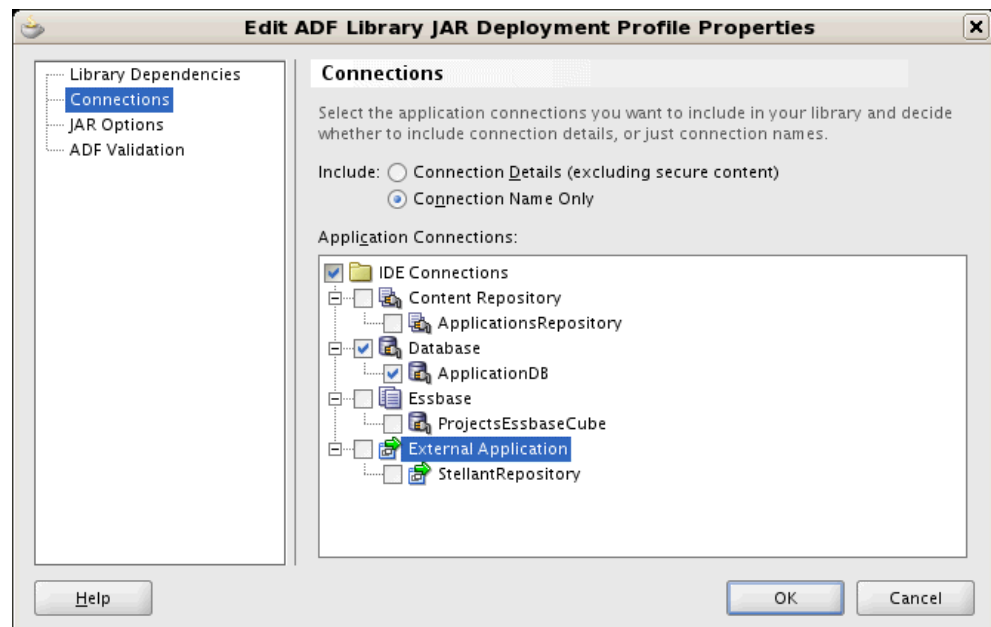 Edit ADF Library JAR Deployment Profile Properties
Library Dependencies
Connections
JAR Options
ADF Validation
Connections
Select the application connections you want to include in your library and decide
whether to include connection details, or just connection names.
Include: Connection Details (excluding secure content)
Connection Name Only
Application Connections:
IDE Connections
Content Repository
ApplicationsRepository
Database
ApplicationDB
Essbase
ProjectsEssbaseCube
External Application
StellantRepository
Help
OK
Cancel